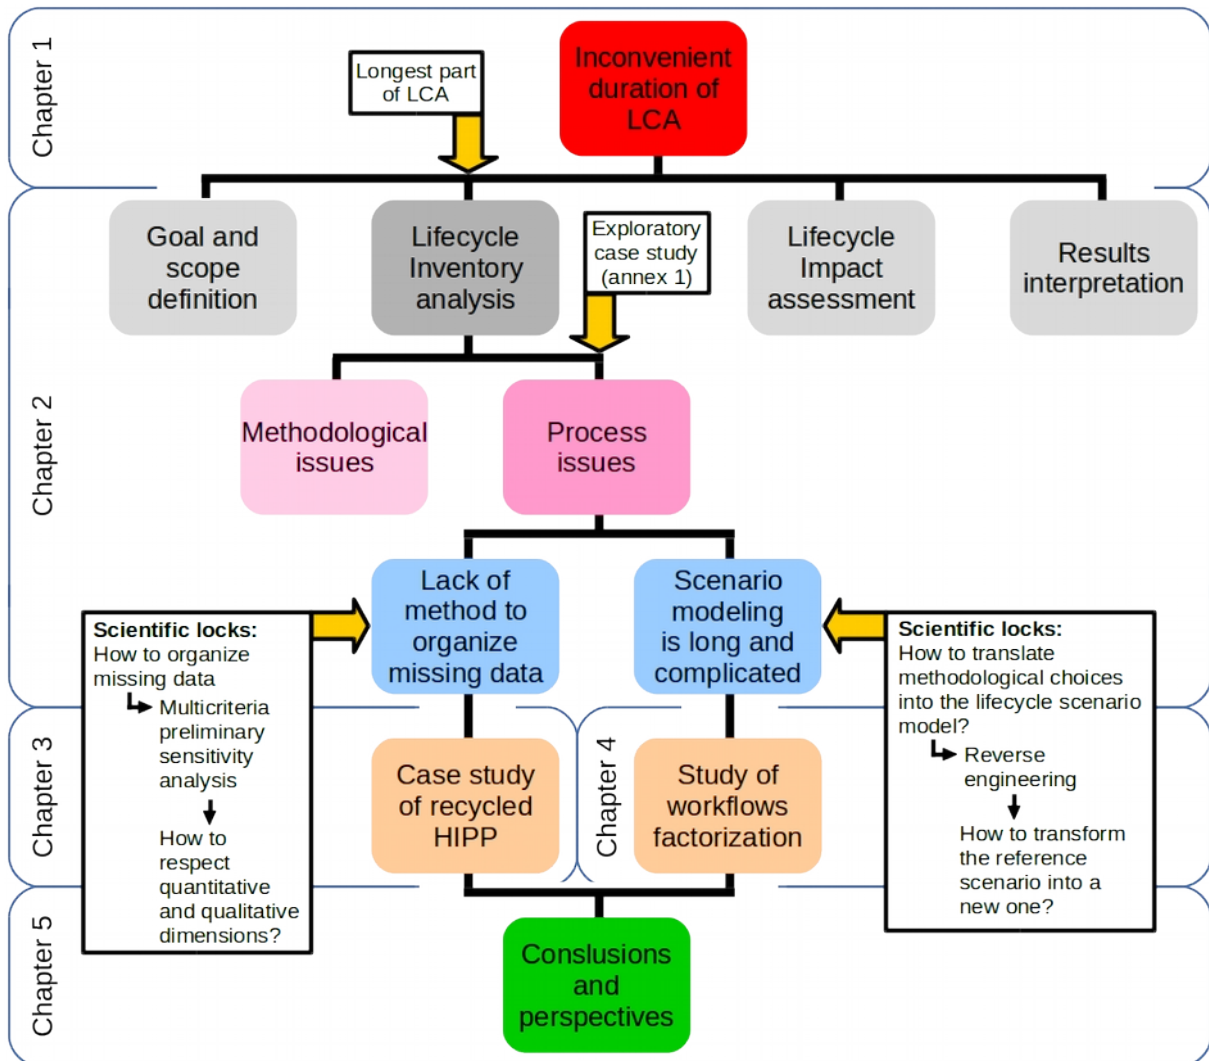 Chapter 1
Longest part
of LCA
Inconvenient
duration of
LCA
Chapter 2
Goal and
scope
definition
Lifecycle
Inventory
analysis
Exploratory
case study
(annex 1)
Lifecycle
Impact
assessment
Results
interpretation
Methodological
issues
Process
issues
Lack of
method to
organize
missing data
Scenario
modeling
is long and
complicated
Scientific locks:
How to organize
missing data
Multicriteria
preliminary
sensitivity
analysis
How to
respect
quantitative
and qualitative
dimensions?
Scientific locks:
How to translate
methodological choices
into the lifecycle scenario
model?
Reverse
engineering
How to transform
the reference
scenario into a
new one?
Chapter 3
Case study
of recycled
HIPP
Chapter 4
Study of
workflows
factorization
Chapter 5
Conslusions
and
perspectives